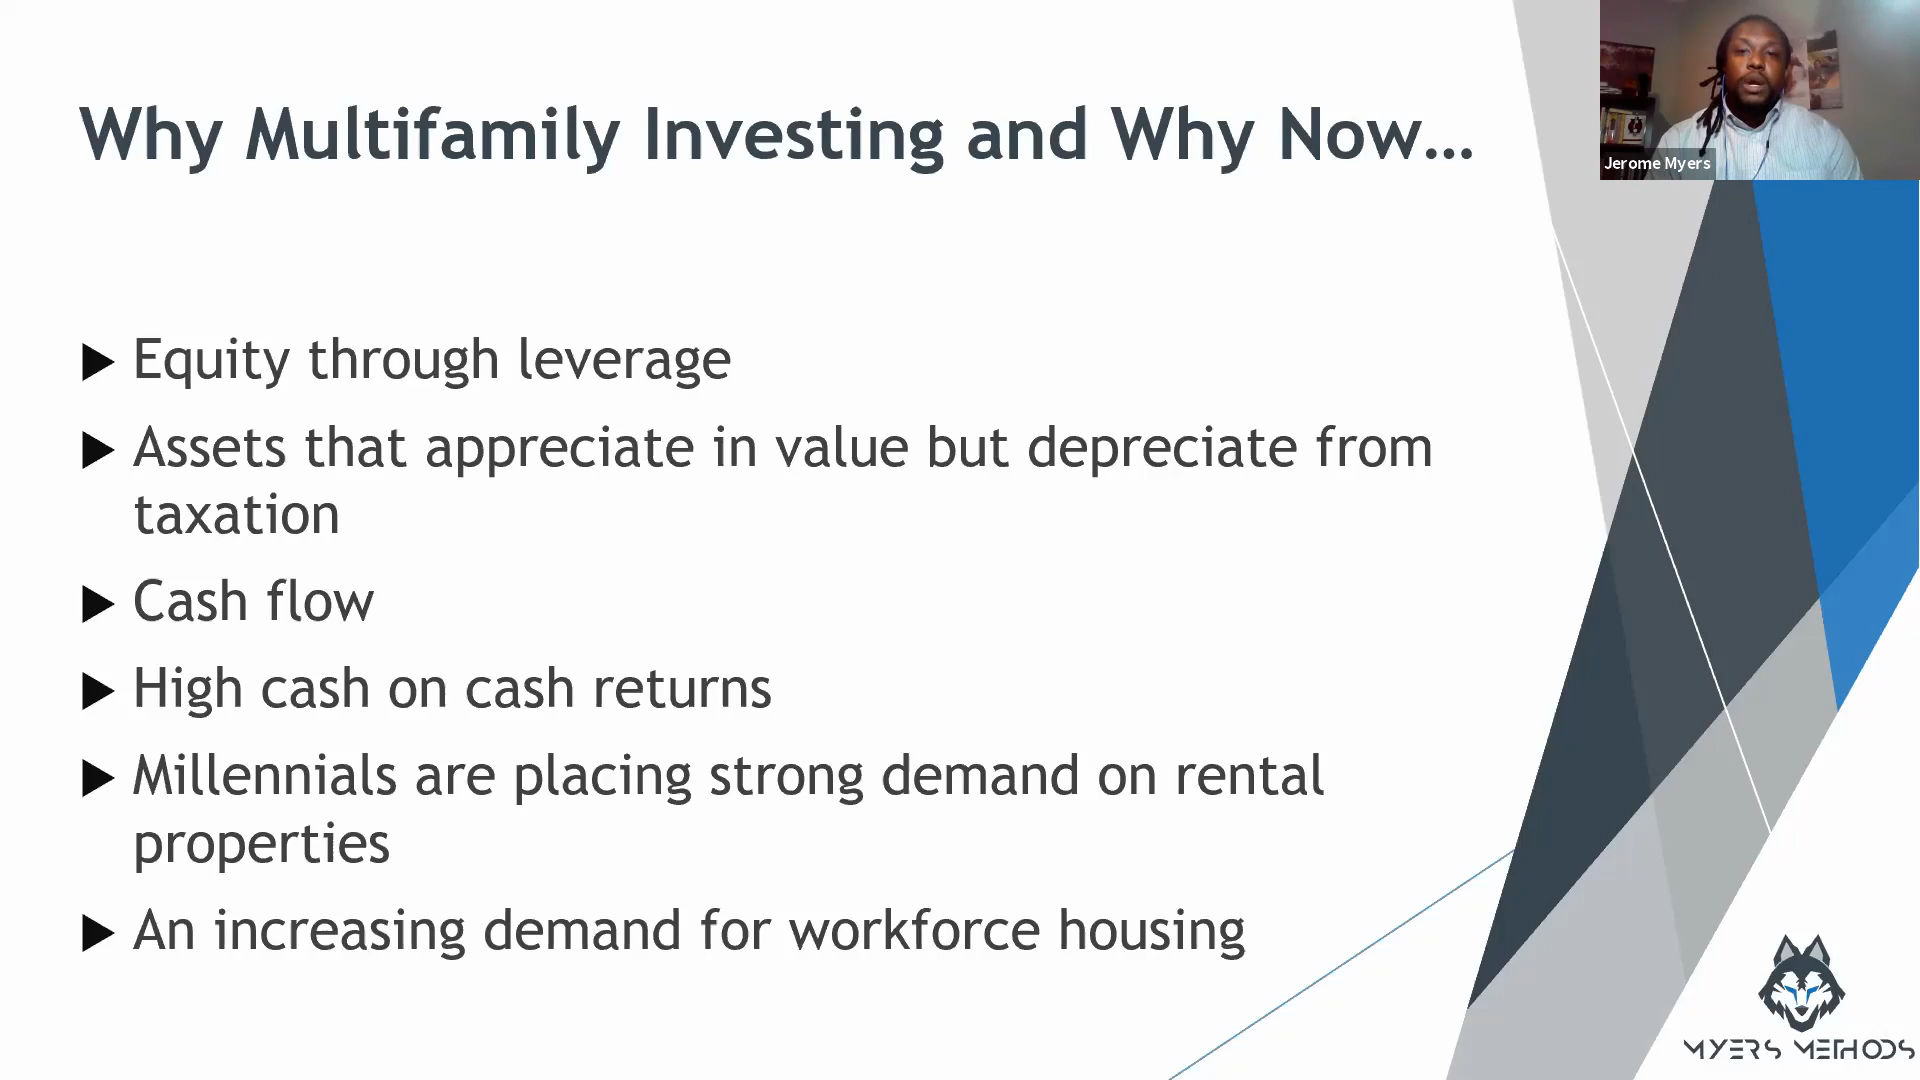 Why Multifamily Investing and Why Now...
Jerome Myers
Equity through leverage
Assets that appreciate in value but depreciate from
taxation
Cash flow
High cash on cash returns
Millennials are placing strong demand on rental
properties
An increasing demand for workforce housing
MYERS METHODS